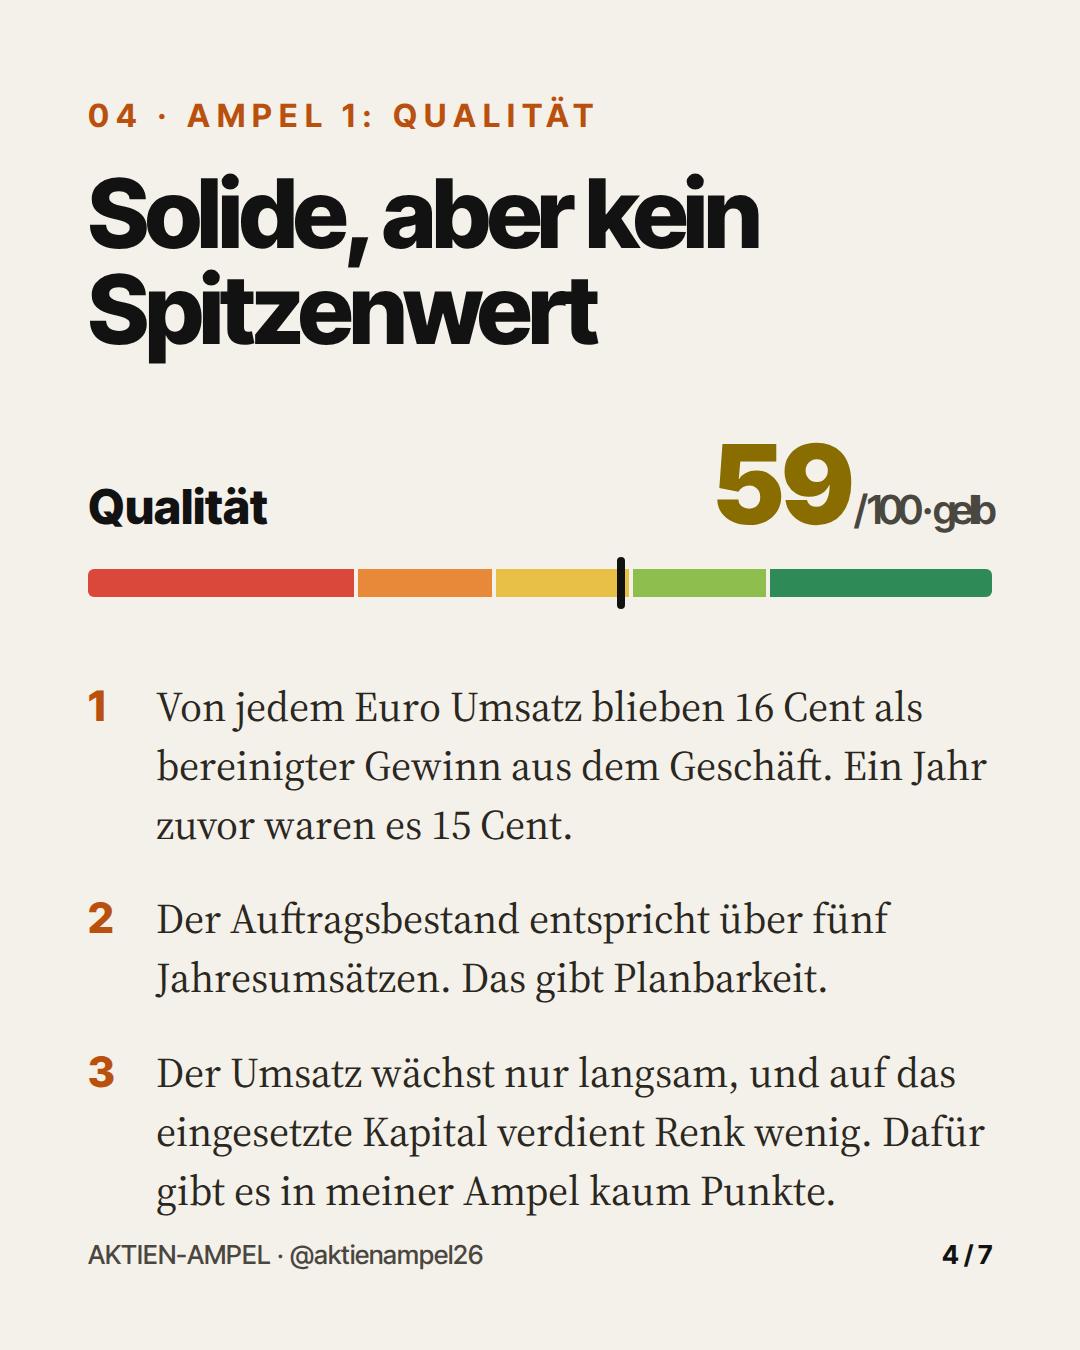 04 · AMPEL 1: QUALITÄT
Solide, aber kein
Spitzenwert
Qualität
59/100·gelb
1 Von jedem Euro Umsatz blieben 16 Cent als
bereinigter Gewinn aus dem Geschäft. Ein Jahr
zuvor waren es 15 Cent.
2 Der Auftragsbestand entspricht über fünf
Jahresumsätzen. Das gibt Planbarkeit.
3 Der Umsatz wächst nur langsam, und auf das
eingesetzte Kapital verdient Renk wenig. Dafür
gibt es in meiner Ampel kaum Punkte.
AKTIEN-AMPEL · @aktienampel26
4 / 7